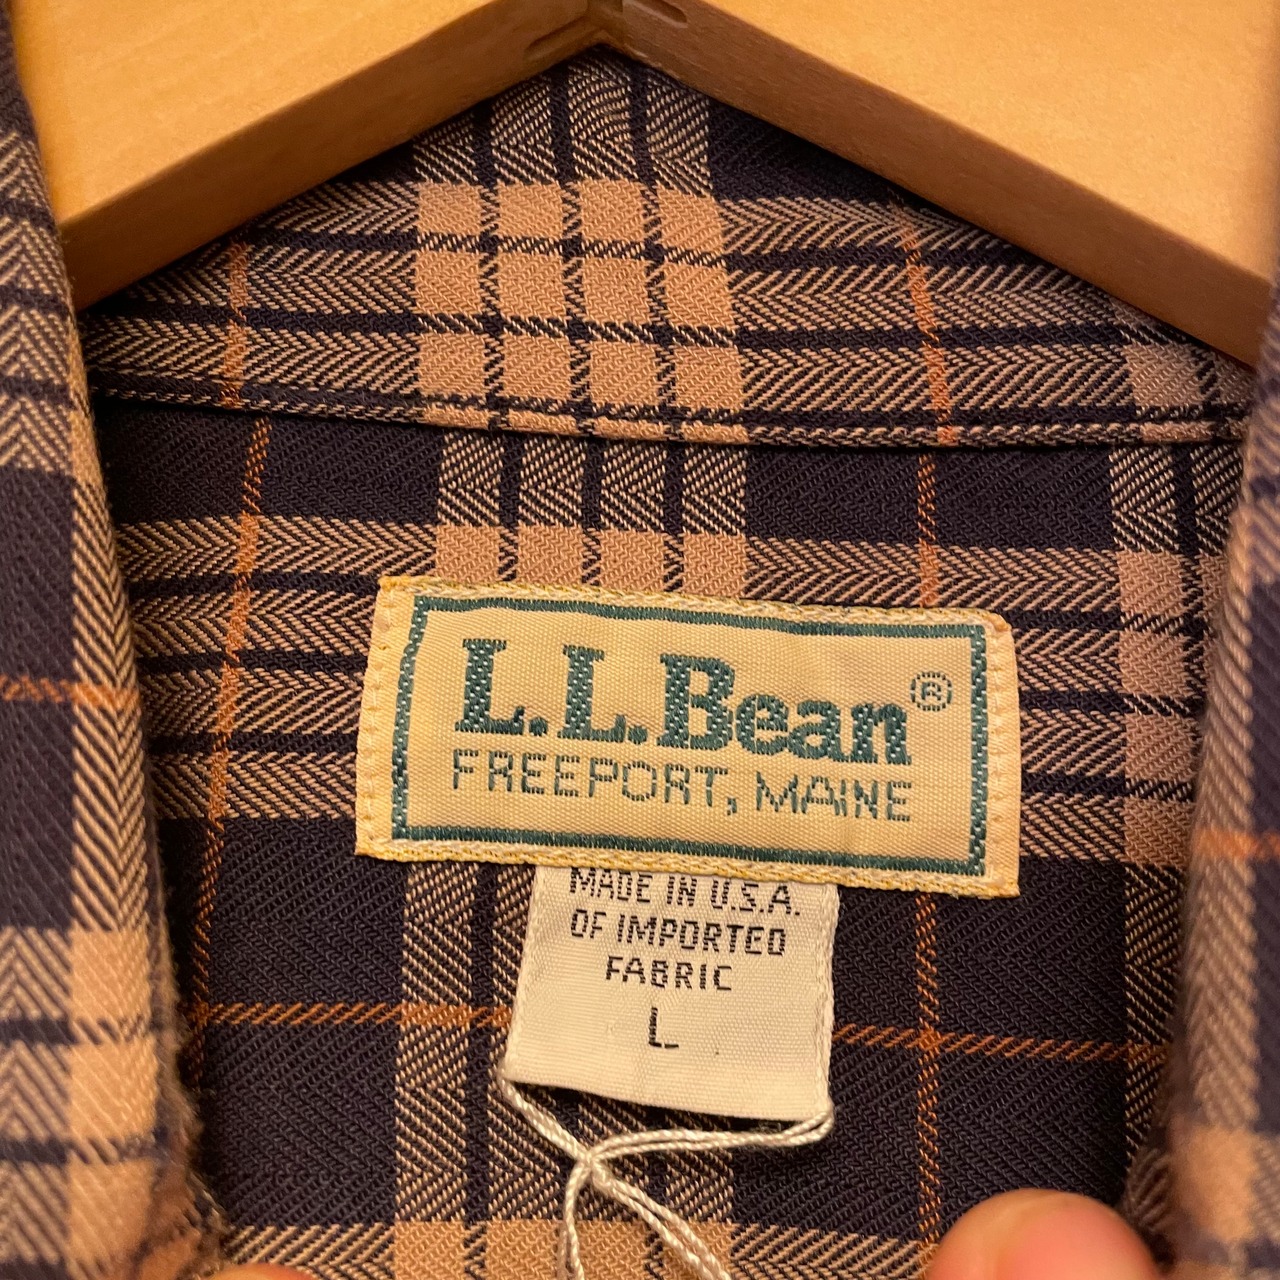 L.L.Bean®
FREEPORT, MAINE
MADE IN U.S.A.
OF IMPORTED
FABRIC
L